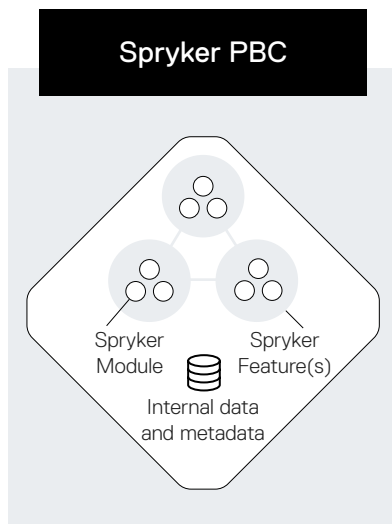 Spryker PBC
Spryker
Module
Spryker
Feature(s)
Internal data
and metadata